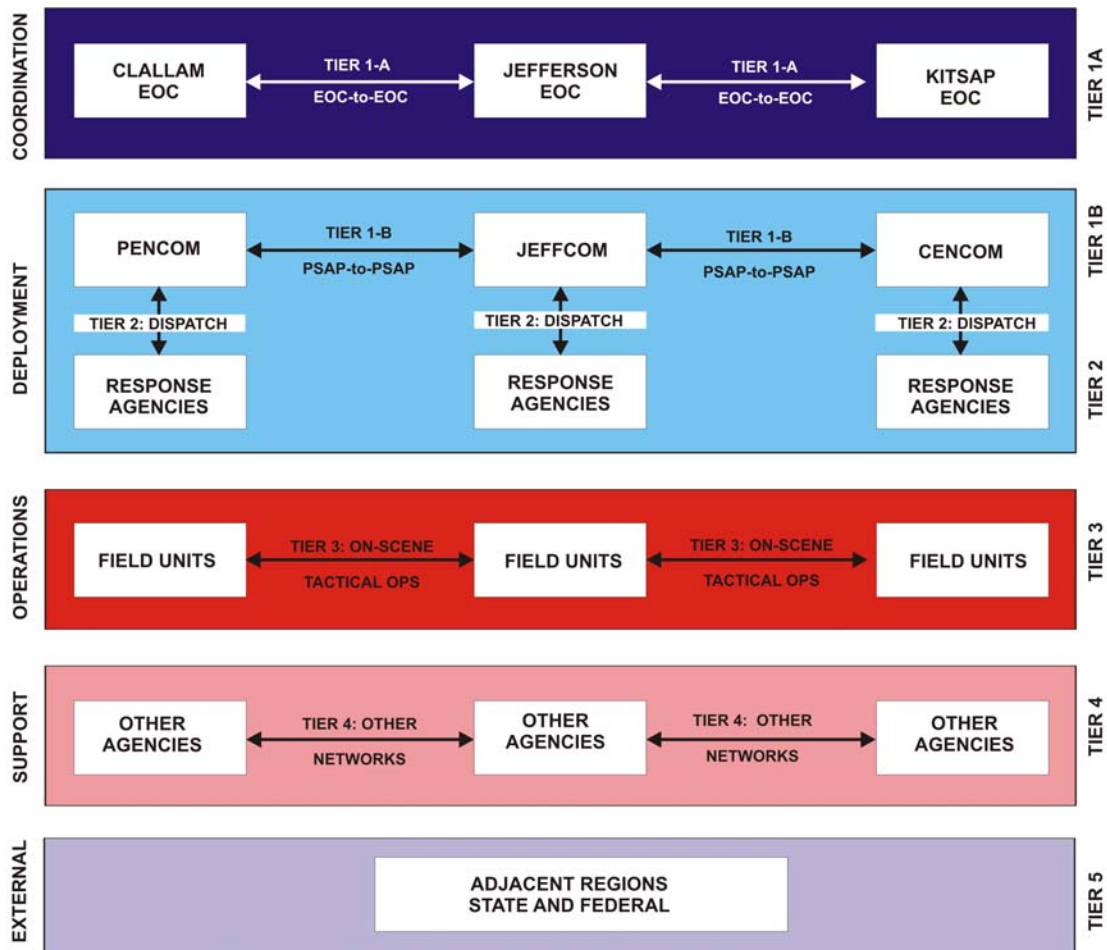 COORDINATION
CLALLAM
EOC
TIER 1-A
EOC-to-EOC
JEFFERSON
EOC
TIER 1-A
EOC-to-EOC
KITSAP
EOC
TIER 1A
DEPLOYMENT
PENCOM
TIER 1-B
PSAP-to-PSAP
JEFFCOM
TIER 1-B
PSAP-to-PSAP
CENCOM
TIER 1B
TIER 2: DISPATCH
TIER 2: DISPATCH
TIER 2: DISPATCH
RESPONSE
AGENCIES
RESPONSE
AGENCIES
RESPONSE
AGENCIES
TIER 2
OPERATIONS
FIELD UNITS
TIER 3: ON-SCENE
TACTICAL OPS
FIELD UNITS
TIER 3: ON-SCENE
TACTICAL OPS
FIELD UNITS
TIER 3
SUPPORT
OTHER
AGENCIES
TIER 4: OTHER
NETWORKS
OTHER
AGENCIES
TIER 4: OTHER
NETWORKS
OTHER
AGENCIES
TIER 4
EXTERNAL
ADJACENT REGIONS
STATE AND FEDERAL
TIER 5